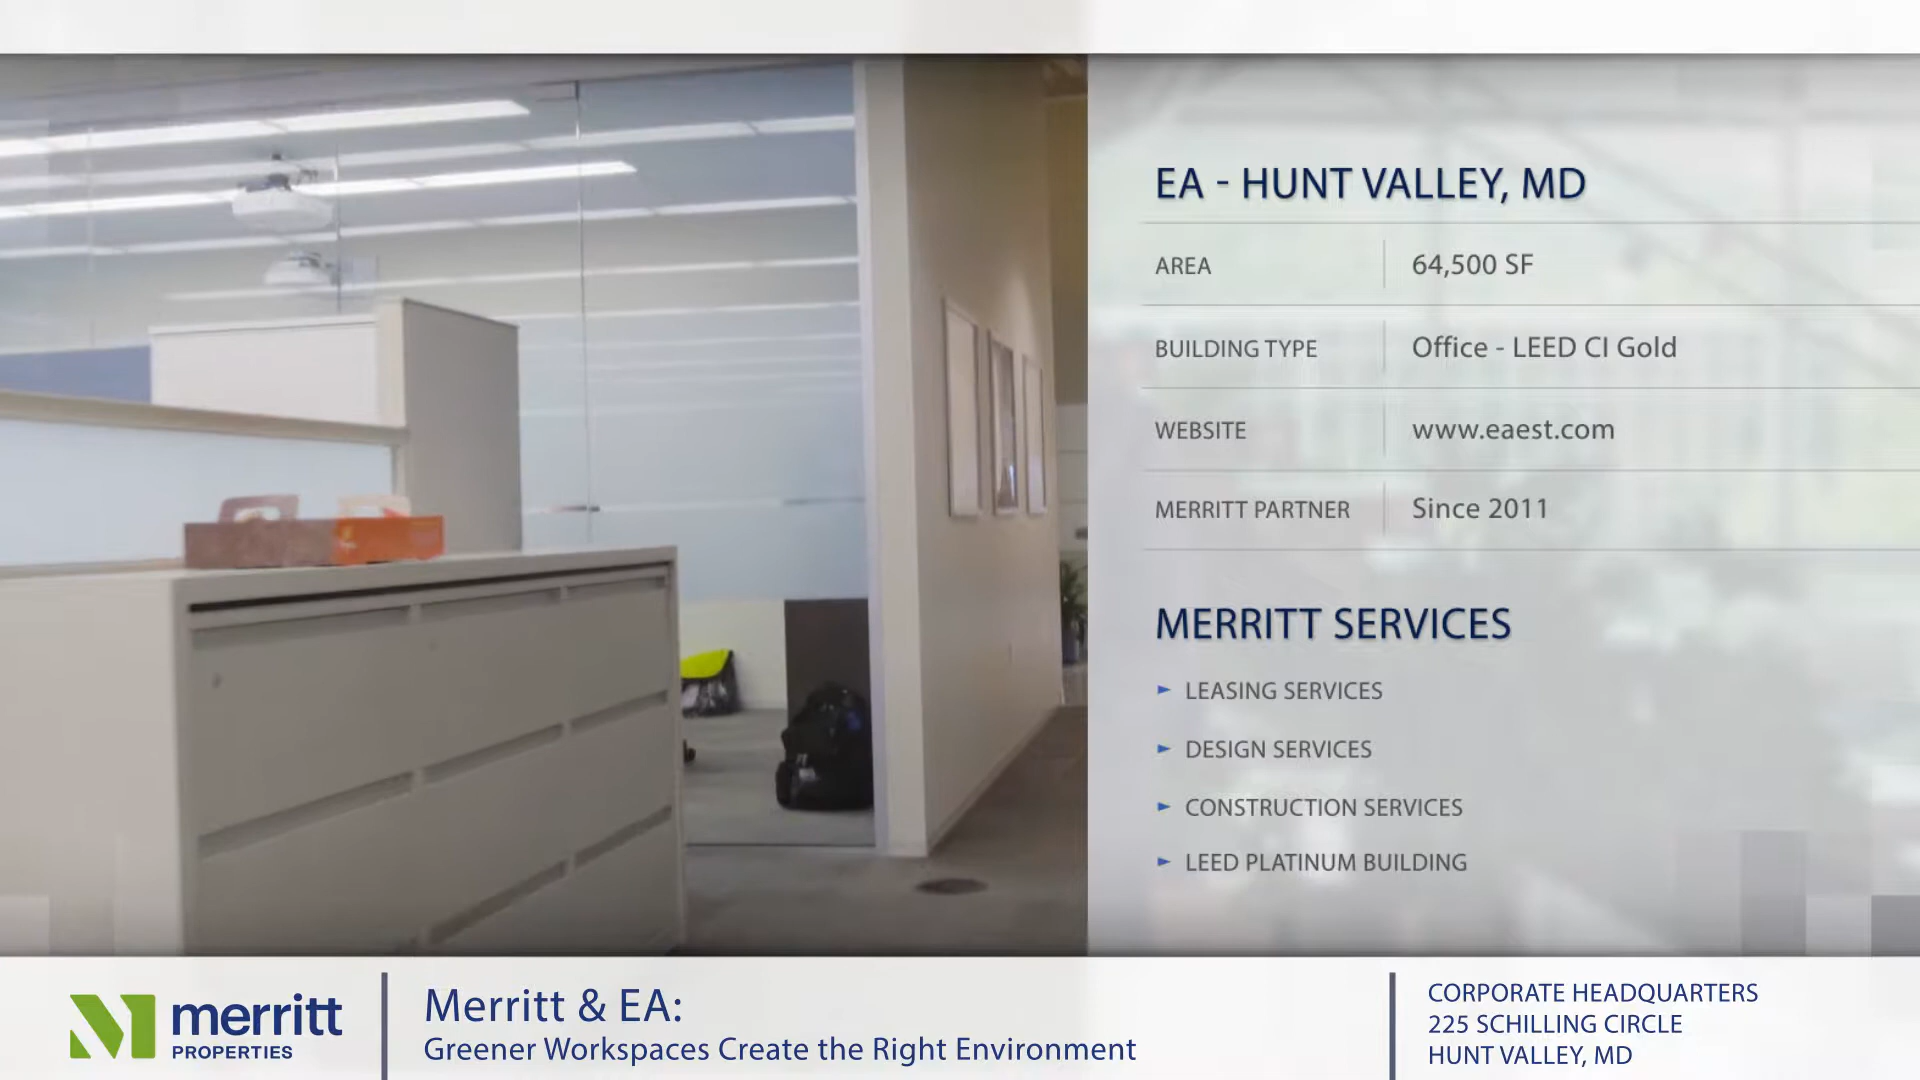 EA - HUNT VALLEY, MD
AREA
64,500 SF
BUILDING TYPE
Office - LEED CI Gold
WEBSITE
www.eaest.com
MERRITT PARTNER
Since 2011
MERRITT SERVICES
LEASING SERVICES
DESIGN SERVICES
CONSTRUCTION SERVICES
LEED PLATINUM BUILDING
merritt
PROPERTIES
Merritt & EA:
Greener Workspaces Create the Right Environment
CORPORATE HEADQUARTERS
225 SCHILLING CIRCLE
HUNT VALLEY, MD